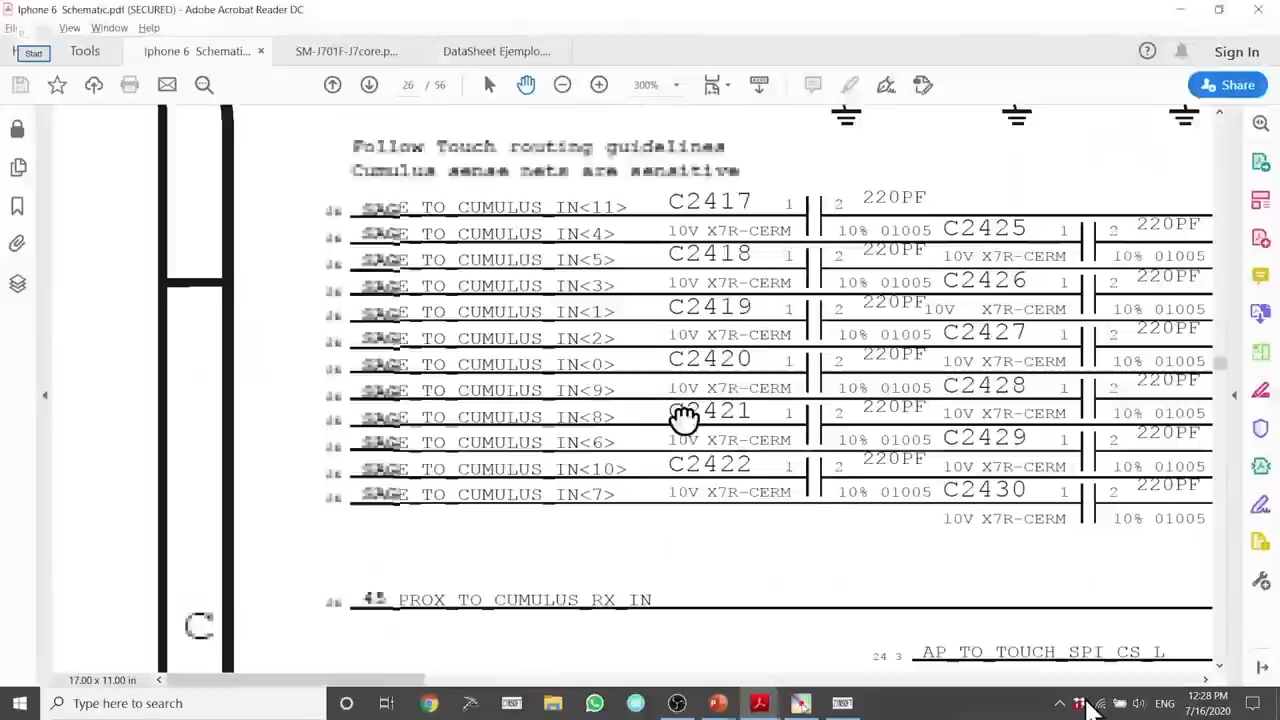 Iphone 6 Schematic.pdf (SECURED) - Adobe Acrobat Reader DC
View Window Help
Start Tools Iphone 6 Schemati... × SM-J701F-J7core.p... DataSheet Ejemplo.... Sign In
26 / 56 300% Share
Follow Touch routing guidelines
Cumulus sense nets are sensitive
SAGE_TO_CUMULUS_IN<11> C2417 1 2 220PF
10V X7R-CERM 10% 01005
SAGE_TO_CUMULUS_IN<4> C2425 1 2 220PF
10V X7R-CERM 10% 01005
SAGE_TO_CUMULUS_IN<5> C2418 1 2 220PF
10V X7R-CERM 10% 01005
SAGE_TO_CUMULUS_IN<3> C2426 1 2 220PF
10V X7R-CERM 10% 01005
SAGE_TO_CUMULUS_IN<1> C2419 1 2 220PF
10V X7R-CERM 10% 01005
SAGE_TO_CUMULUS_IN<2> C2427 1 2 220PF
10V X7R-CERM 10% 01005
SAGE_TO_CUMULUS_IN<0> C2420 1 2 220PF
10V X7R-CERM 10% 01005
SAGE_TO_CUMULUS_IN<9> C2428 1 2 220PF
10V X7R-CERM 10% 01005
SAGE_TO_CUMULUS_IN<8> C2421 1 2 220PF
10V X7R-CERM 10% 01005
SAGE_TO_CUMULUS_IN<6> C2429 1 2 220PF
10V X7R-CERM 10% 01005
SAGE_TO_CUMULUS_IN<10> C2422 1 2 220PF
10V X7R-CERM 10% 01005
SAGE_TO_CUMULUS_IN<7> C2430 1 2 220PF
10V X7R-CERM 10% 01005
C
45 PROX_TO_CUMULUS_RX_IN
24 3 AP_TO_TOUCH_SPI_CS_L
17.00 x 11.00 in
Type here to search
ENG
12:28 PM
7/16/2020